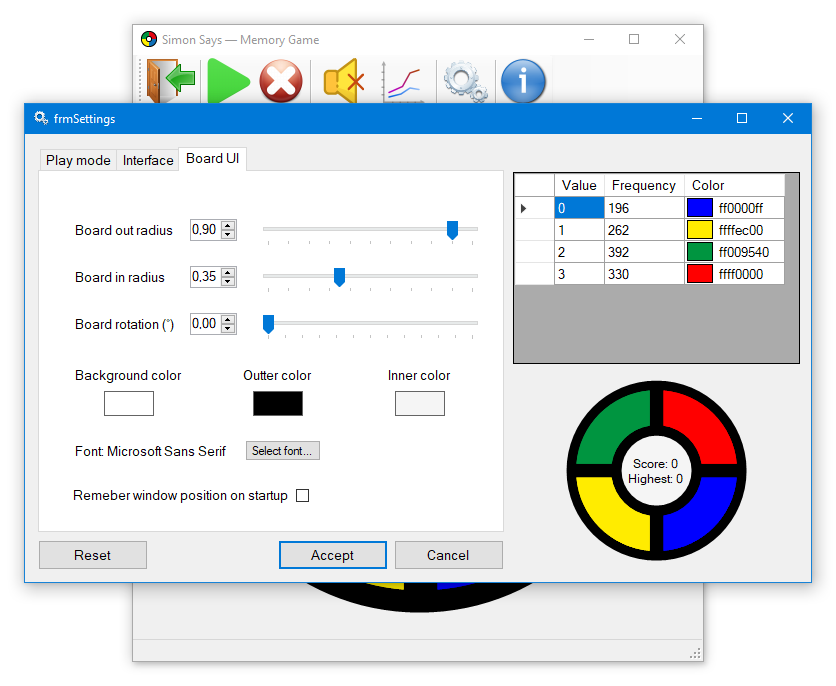 Simon Says — Memory Game
frmSettings
Play mode Interface Board UI
Board out radius 0,90
Board in radius 0,35
Board rotation (°) 0,00
Background color Outter color Inner color
Font: Microsoft Sans Serif Select font...
Remeber window position on startup
Reset Accept Cancel
Value Frequency Color
0 196 ff0000ff
1 262 ffffec00
2 392 ff009540
3 330 ffff0000
Score: 0
Highest: 0